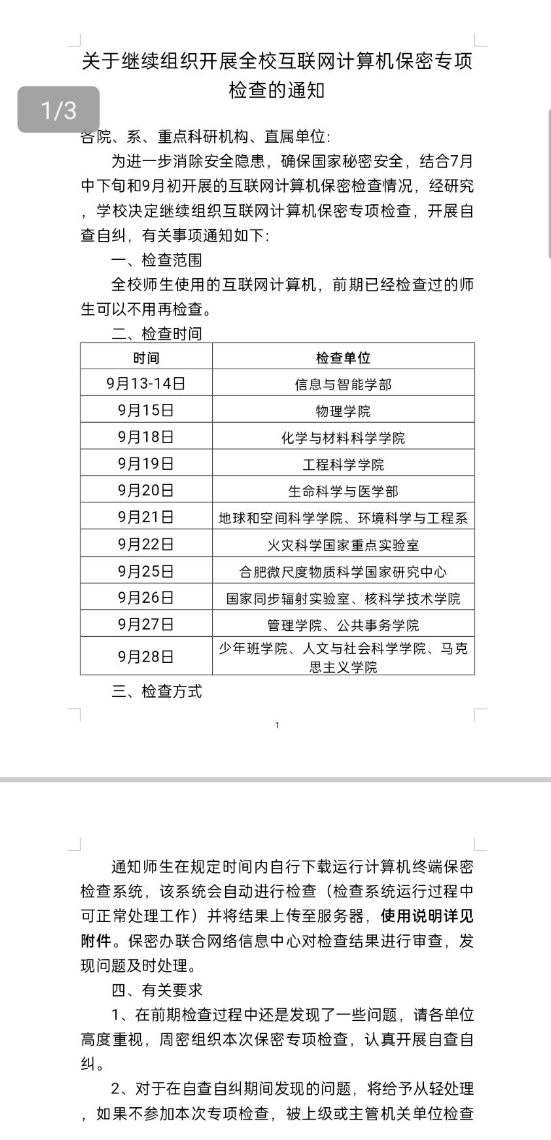 关于继续组织开展全校互联网计算机保密专项
检查的通知
1/3
各院、系、重点科研机构、直属单位：
为进一步消除安全隐患，确保国家秘密安全，结合7月
中下旬和9月初开展的互联网计算机保密检查情况，经研究
，学校决定继续组织互联网计算机保密专项检查，开展自
查自纠，有关事项通知如下：
一、检查范围
全校师生使用的互联网计算机，前期已经检查过的师
生可以不用再检查。
二、检查时间
时间 检查单位
9月13-14日 信息与智能学部
9月15日 物理学院
9月18日 化学与材料科学学院
9月19日 工程科学学院
9月20日 生命科学与医学部
9月21日 地球和空间科学学院、环境科学与工程系
9月22日 火灾科学国家重点实验室
9月25日 合肥微尺度物质科学国家研究中心
9月26日 国家同步辐射实验室、核科学技术学院
9月27日 管理学院、公共事务学院
9月28日 少年班学院、人文与社会科学学院、马克
思主义学院
三、检查方式
1
通知师生在规定时间内自行下载运行计算机终端保密
检查系统，该系统会自动进行检查（检查系统运行过程中
可正常处理工作）并将结果上传至服务器，使用说明详见
附件。保密办联合网络信息中心对检查结果进行审查，发
现问题及时处理。
四、有关要求
1、在前期检查过程中还是发现了一些问题，请各单位
高度重视，周密组织本次保密专项检查，认真开展自查自
纠。
2、对于在自查自纠期间发现的问题，将给予从轻处理
，如果不参加本次专项检查，被上级或主管机关单位检查